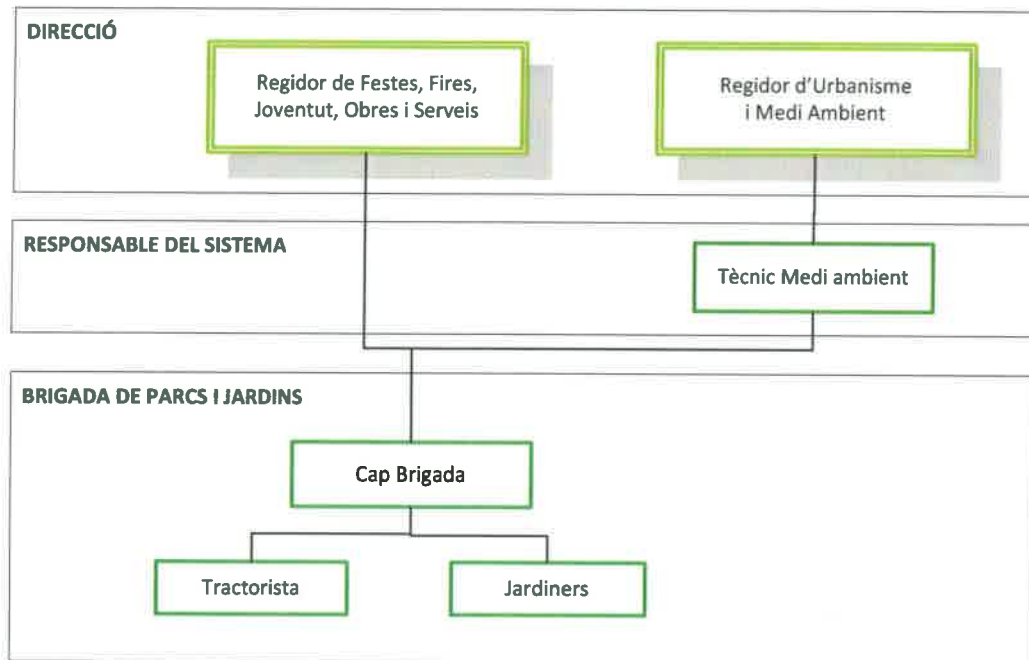 DIRECCIÓ
Regidor de Festes, Fires,
Joventut, Obres i Serveis
Regidor d'Urbanisme
i Medi Ambient
RESPONSABLE DEL SISTEMA
Tècnic Medi ambient
BRIGADA DE PARCS I JARDINS
Cap Brigada
Tractorista
Jardiners